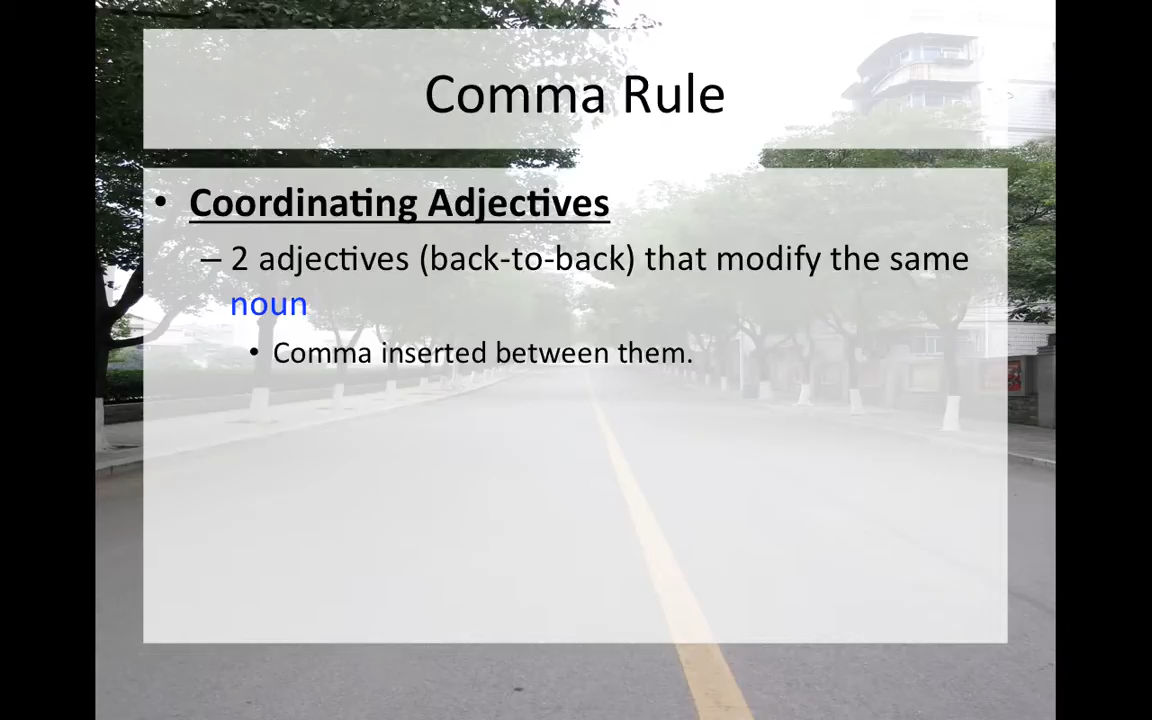 Comma Rule
• Coordinating Adjectives
– 2 adjectives (back-to-back) that modify the same
noun
• Comma inserted between them.